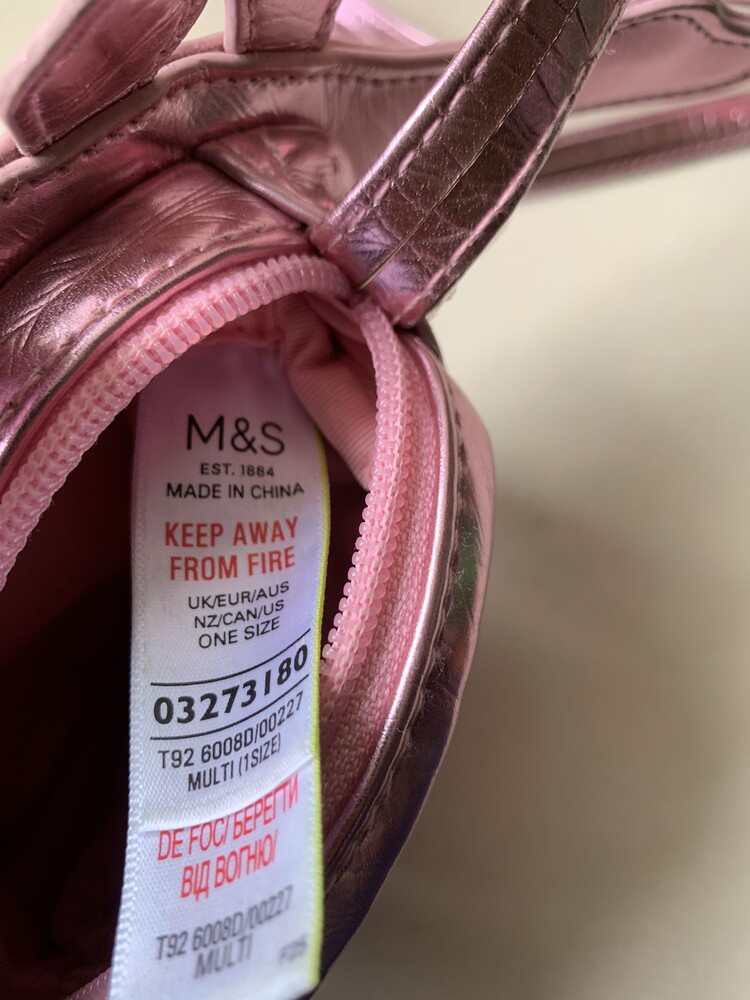 M&S
EST. 1884
MADE IN CHINA
KEEP AWAY
FROM FIRE
UK/EUR/AUS
NZ/CAN/US
ONE SIZE
03273180
T92 6008D/00227
MULTI (1SIZE)
DE FOC/ БЕРЕГТИ
ВІД ВОГНЮ/
T92 6008D/00227
MULTI